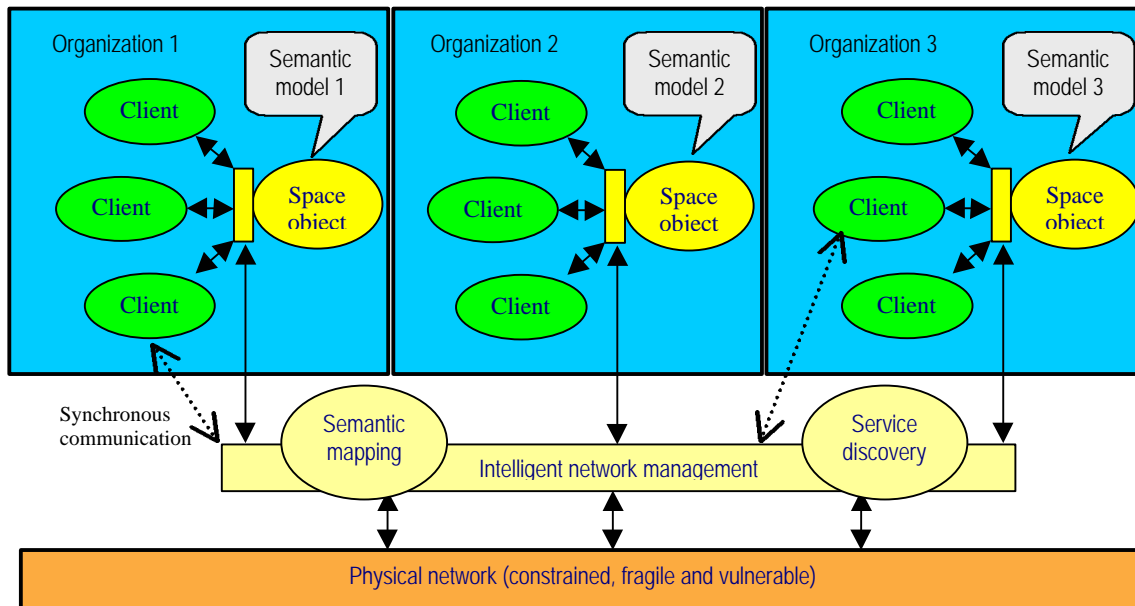 Organization 1
Semantic
model 1
Client
Client
Space
object
Client
Organization 2
Semantic
model 2
Client
Client
Space
object
Client
Organization 3
Semantic
model 3
Client
Client
Space
object
Client
Synchronous
communication
Semantic
mapping
Intelligent network management
Service
discovery
Physical network (constrained, fragile and vulnerable)